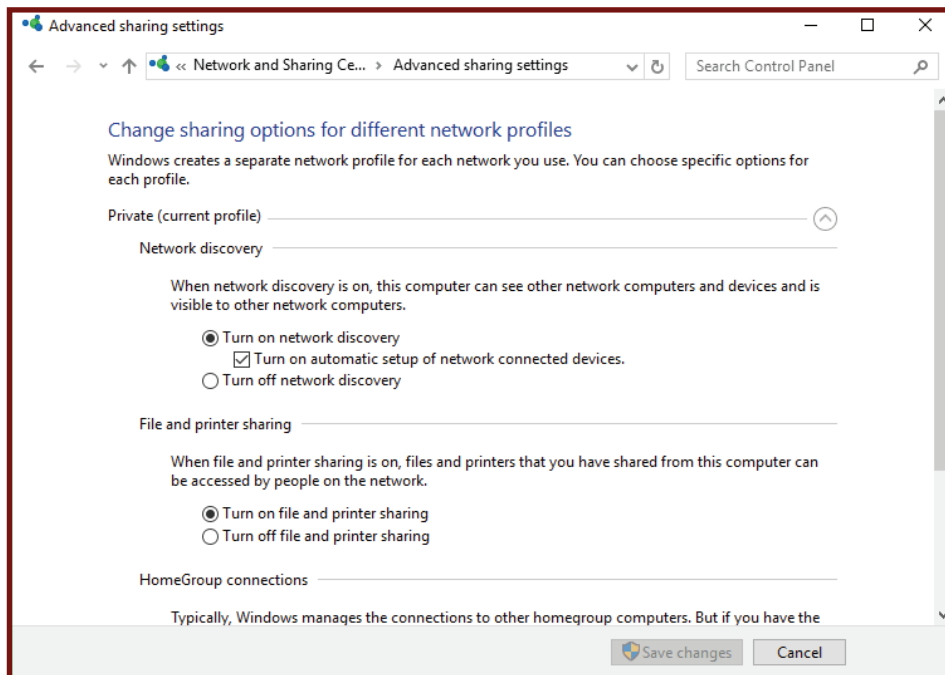 Advanced sharing settings
« Network and Sharing Ce... › Advanced sharing settings
Search Control Panel
Change sharing options for different network profiles
Windows creates a separate network profile for each network you use. You can choose specific options for
each profile.
Private (current profile)
Network discovery
When network discovery is on, this computer can see other network computers and devices and is
visible to other network computers.
Turn on network discovery
Turn on automatic setup of network connected devices.
Turn off network discovery
File and printer sharing
When file and printer sharing is on, files and printers that you have shared from this computer can
be accessed by people on the network.
Turn on file and printer sharing
Turn off file and printer sharing
HomeGroup connections
Typically, Windows manages the connections to other homegroup computers. But if you have the
Save changes
Cancel